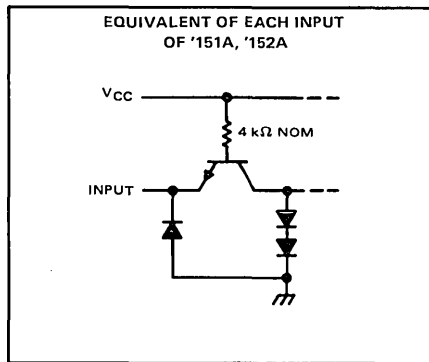 EQUIVALENT OF EACH INPUT
OF '151A, '152A
VCC
4 kΩ NOM
INPUT